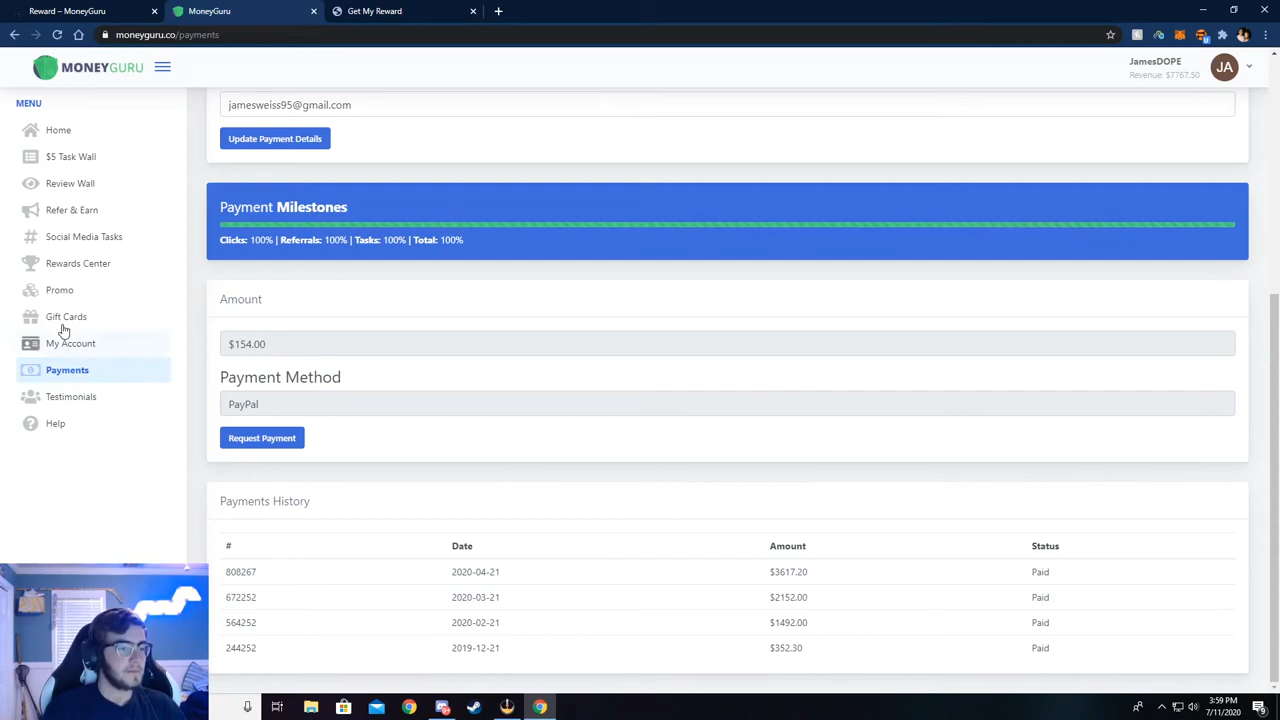 Reward – MoneyGuru
MoneyGuru
Get My Reward
moneyguru.co/payments
MONEYGURU
JamesDOPE
Revenue: $7767.50
JA
MENU
Home
$5 Task Wall
Review Wall
Refer & Earn
Social Media Tasks
Rewards Center
Promo
Gift Cards
My Account
Payments
Testimonials
Help
jamesweiss95@gmail.com
Update Payment Details
Payment Milestones
Clicks: 100% | Referrals: 100% | Tasks: 100% | Total: 100%
Amount
$154.00
Payment Method
PayPal
Request Payment
Payments History
# Date Amount Status
808267 2020-04-21 $3617.20 Paid
672252 2020-03-21 $2152.00 Paid
564252 2020-02-21 $1492.00 Paid
244252 2019-12-21 $352.30 Paid
3:59 PM
7/11/2020